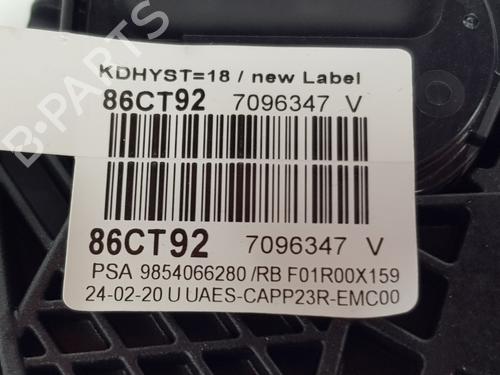 KDHYST=18 / new Label
86CT92 7096347 V
86CT92 7096347 V
PSA 9854066280 /RB F01R00X159
24-02-20 U UAES-CAPP23R-EMC00
B-PARTS